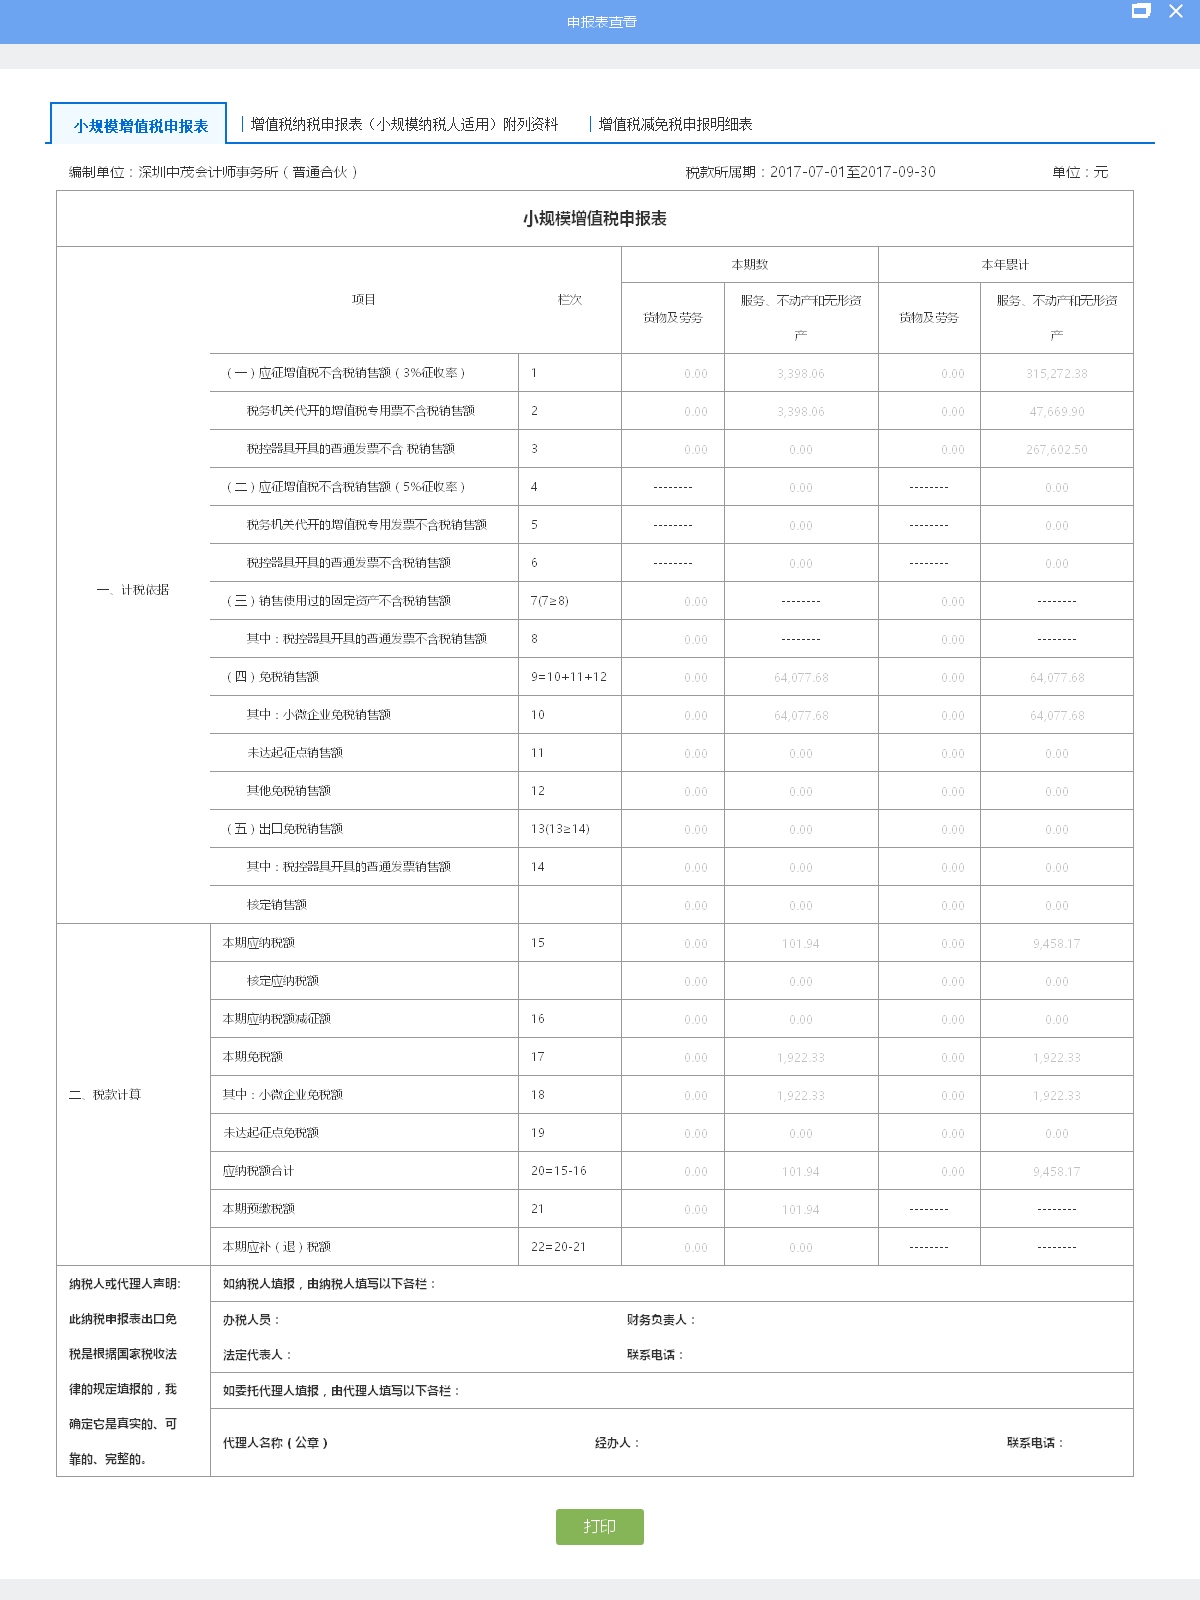 申报表查看
小规模增值税申报表 增值税纳税申报表（小规模纳税人适用）附列资料 增值税减免税申报明细表
编制单位：深圳中茂会计师事务所（普通合伙） 税款所属期：2017-07-01至2017-09-30 单位：元
小规模增值税申报表
项目 栏次 本期数 本年累计
货物及劳务 服务、不动产和无形资产 货物及劳务 服务、不动产和无形资产
一、计税依据
（一）应征增值税不含税销售额（3%征收率） 1 0.00 3,398.06 0.00 315,272.38
税务机关代开的增值税专用票不含税销售额 2 0.00 3,398.06 0.00 47,669.90
税控器具开具的普通发票不含 税销售额 3 0.00 0.00 0.00 267,602.50
（二）应征增值税不含税销售额（5%征收率） 4 -------- 0.00 -------- 0.00
税务机关代开的增值税专用发票不含税销售额 5 -------- 0.00 -------- 0.00
税控器具开具的普通发票不含税销售额 6 -------- 0.00 -------- 0.00
（三）销售使用过的固定资产不含税销售额 7(7≥8) 0.00 -------- 0.00 --------
其中：税控器具开具的普通发票不含税销售额 8 0.00 -------- 0.00 --------
（四）免税销售额 9=10+11+12 0.00 64,077.68 0.00 64,077.68
其中：小微企业免税销售额 10 0.00 64,077.68 0.00 64,077.68
未达起征点销售额 11 0.00 0.00 0.00 0.00
其他免税销售额 12 0.00 0.00 0.00 0.00
（五）出口免税销售额 13(13≥14) 0.00 0.00 0.00 0.00
其中：税控器具开具的普通发票销售额 14 0.00 0.00 0.00 0.00
核定销售额 0.00 0.00 0.00 0.00
二、税款计算
本期应纳税额 15 0.00 101.94 0.00 9,458.17
核定应纳税额 0.00 0.00 0.00 0.00
本期应纳税额减征额 16 0.00 0.00 0.00 0.00
本期免税额 17 0.00 1,922.33 0.00 1,922.33
其中：小微企业免税额 18 0.00 1,922.33 0.00 1,922.33
未达起征点免税额 19 0.00 0.00 0.00 0.00
应纳税额合计 20=15-16 0.00 101.94 0.00 9,458.17
本期预缴税额 21 0.00 101.94 -------- --------
本期应补（退）税额 22=20-21 0.00 0.00 -------- --------
纳税人或代理人声明:
此纳税申报表出口免
税是根据国家税收法
律的规定填报的，我
确定它是真实的、可
靠的、完整的。
如纳税人填报，由纳税人填写以下各栏：
办税人员： 财务负责人：
法定代表人： 联系电话：
如委托代理人填报，由代理人填写以下各栏：
代理人名称（公章） 经办人： 联系电话：
打印